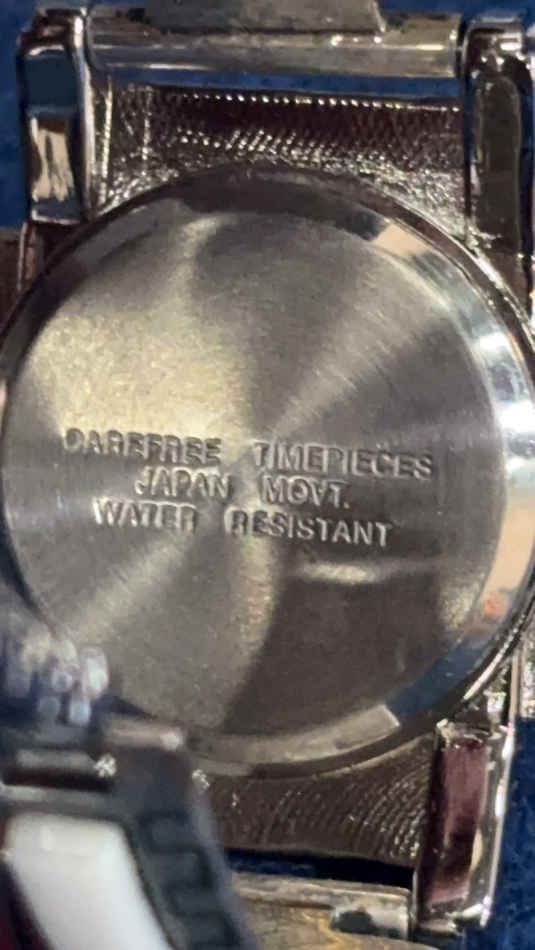 CAREFREE TIMEPIECES
JAPAN MOVT.
WATER RESISTANT